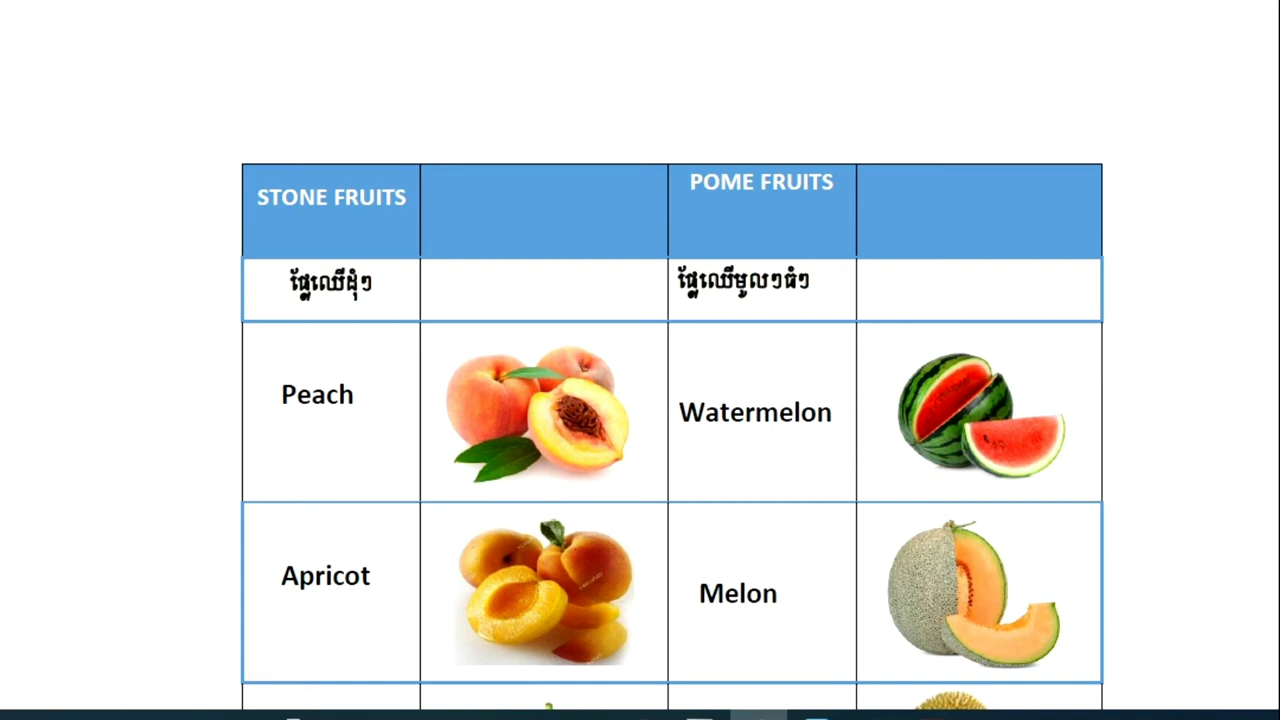 STONE FRUITS
POME FRUITS
ផ្លែឈើដុំៗ
ផ្លែឈើមូលៗធំៗ
Peach
Watermelon
Apricot
Melon